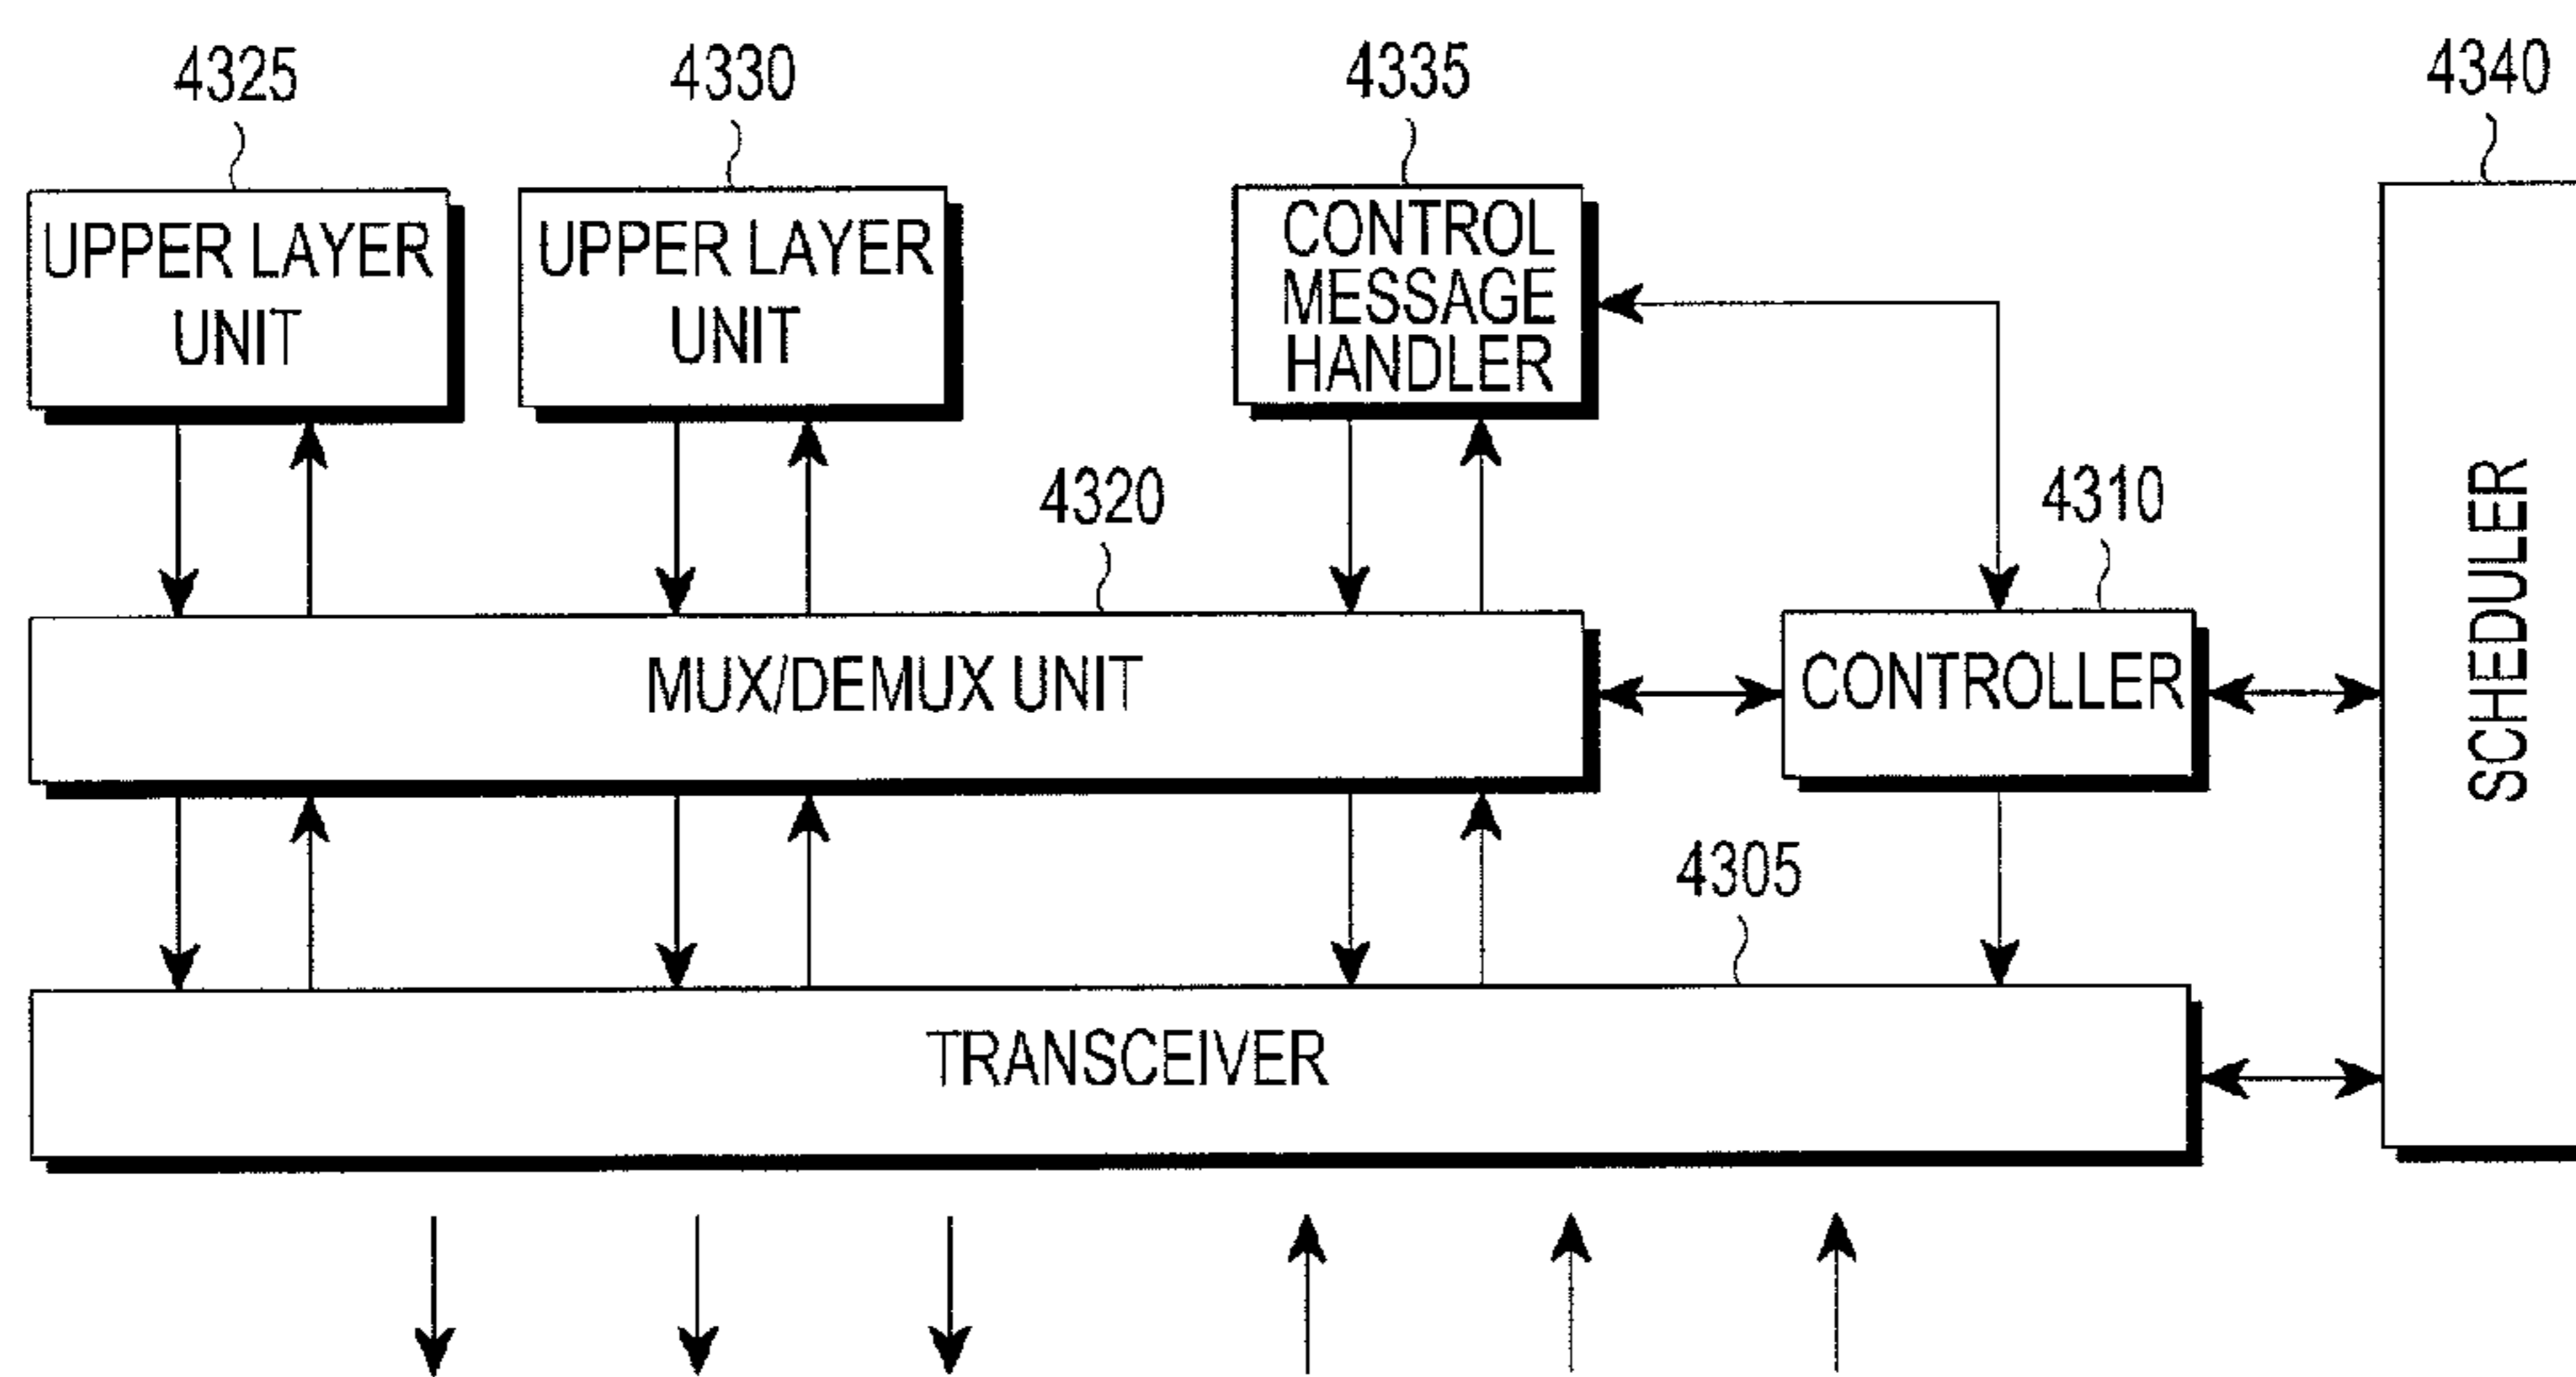 4325
4330
4335
4340
UPPER LAYER
UNIT
UPPER LAYER
UNIT
CONTROL
MESSAGE
HANDLER
4320
4310
MUX/DEMUX UNIT
CONTROLLER
SCHEDULER
4305
TRANSCEIVER